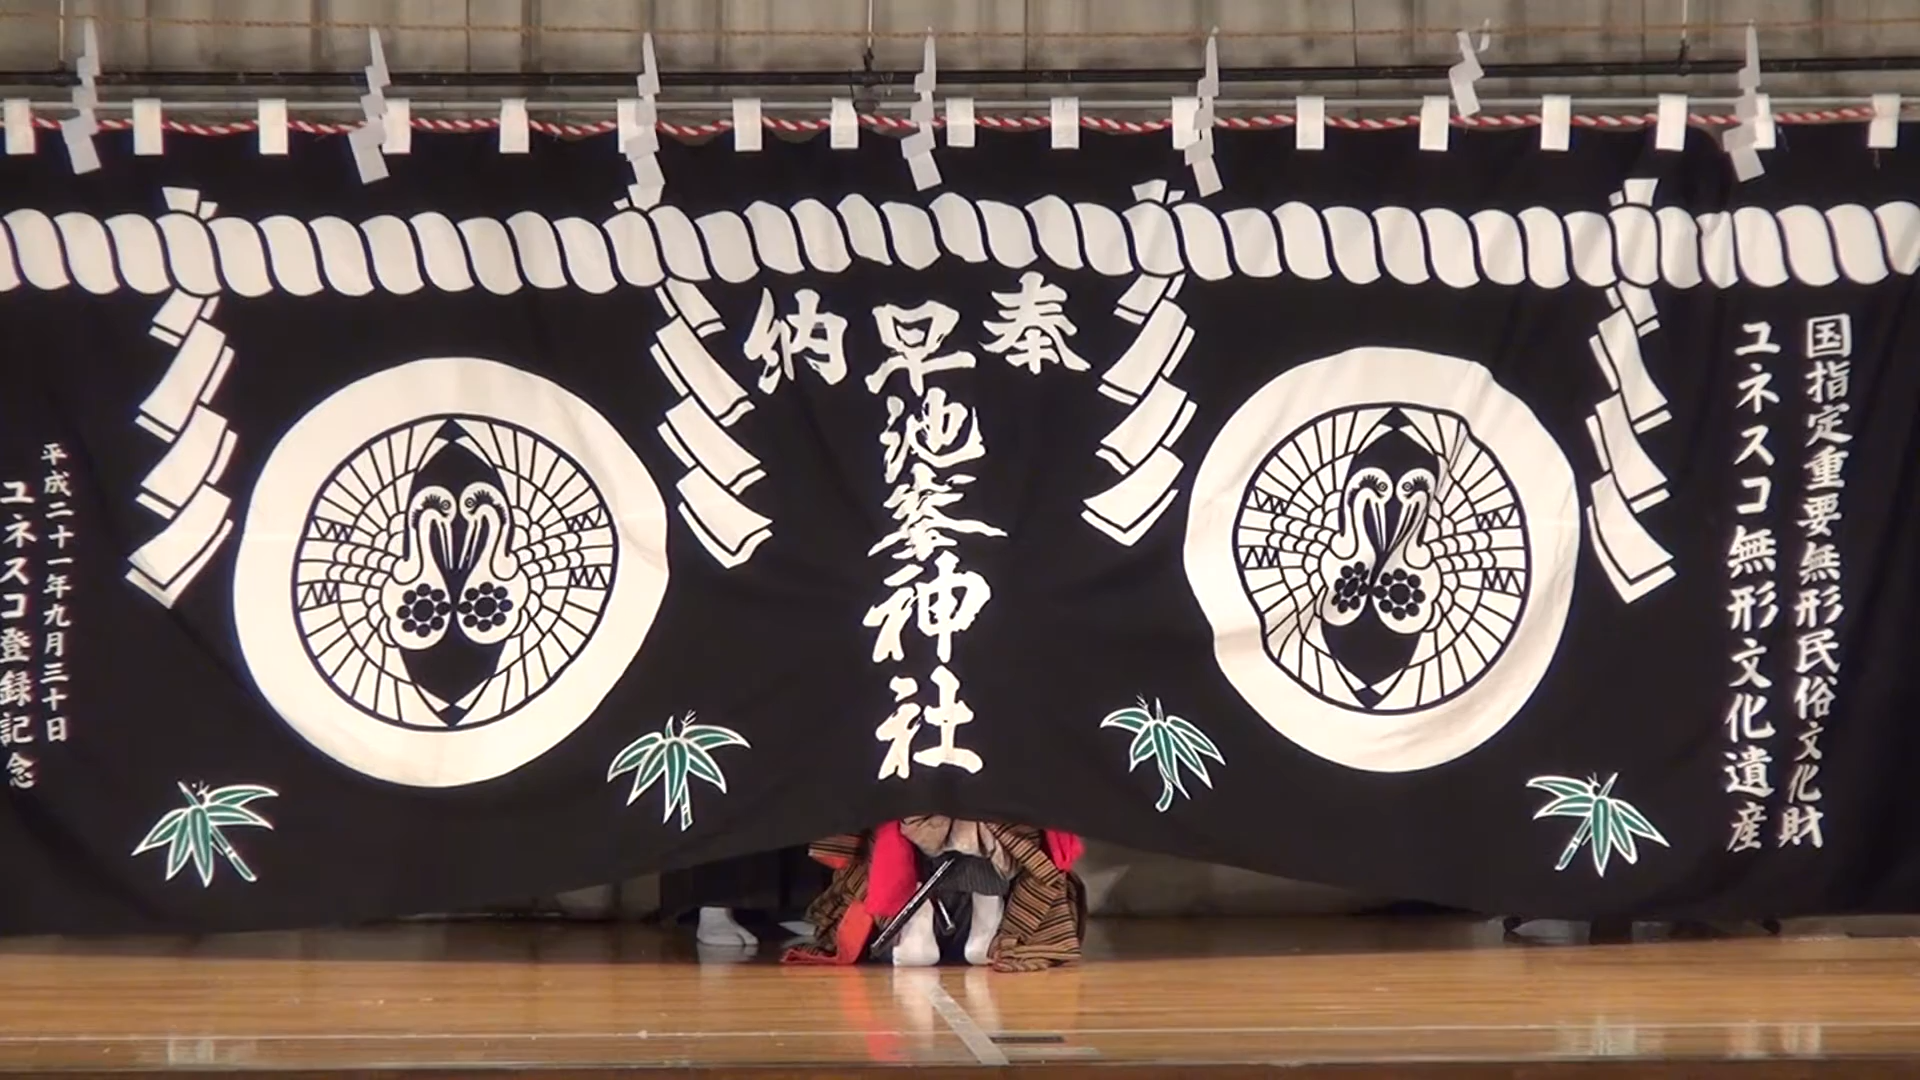 国指定重要無形民俗文化財
ユネスコ無形文化遺産
奉納
早池峯神社
平成二十一年九月三十日
ユネスコ登録記念